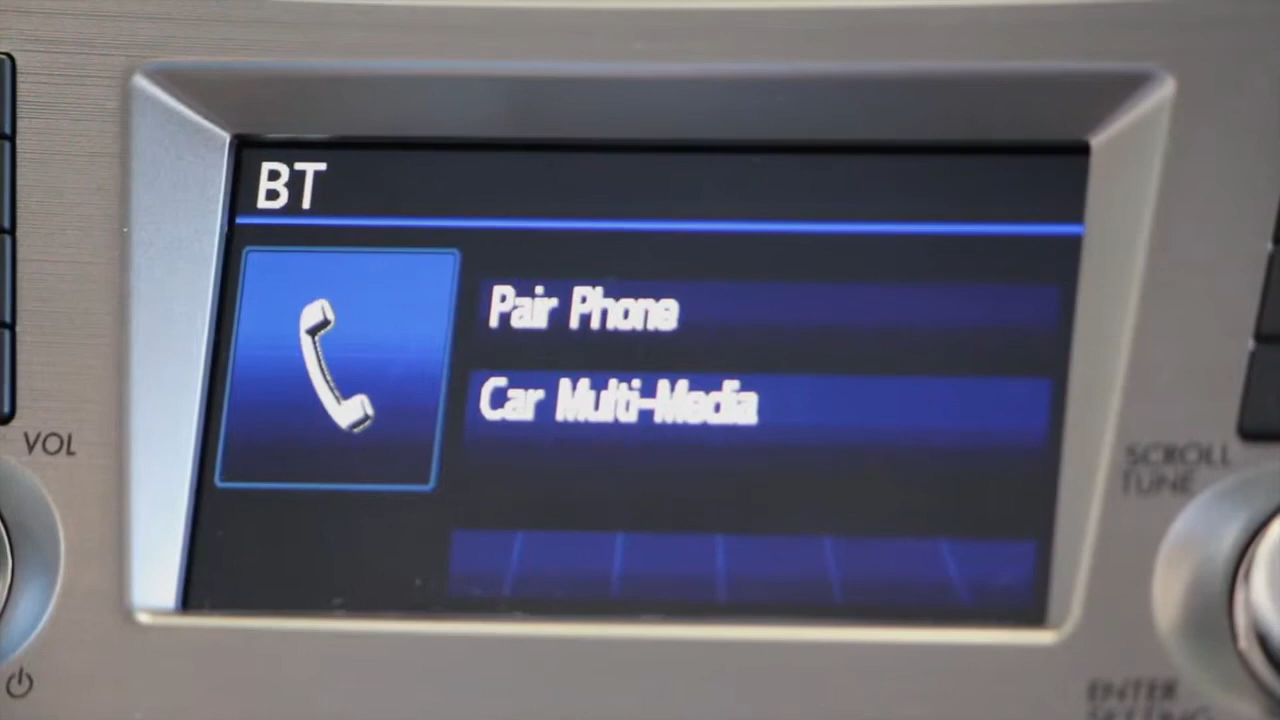 BT
Pair Phone
Car Multi-Media
VOL
SCROLL
TUNE
ENTER